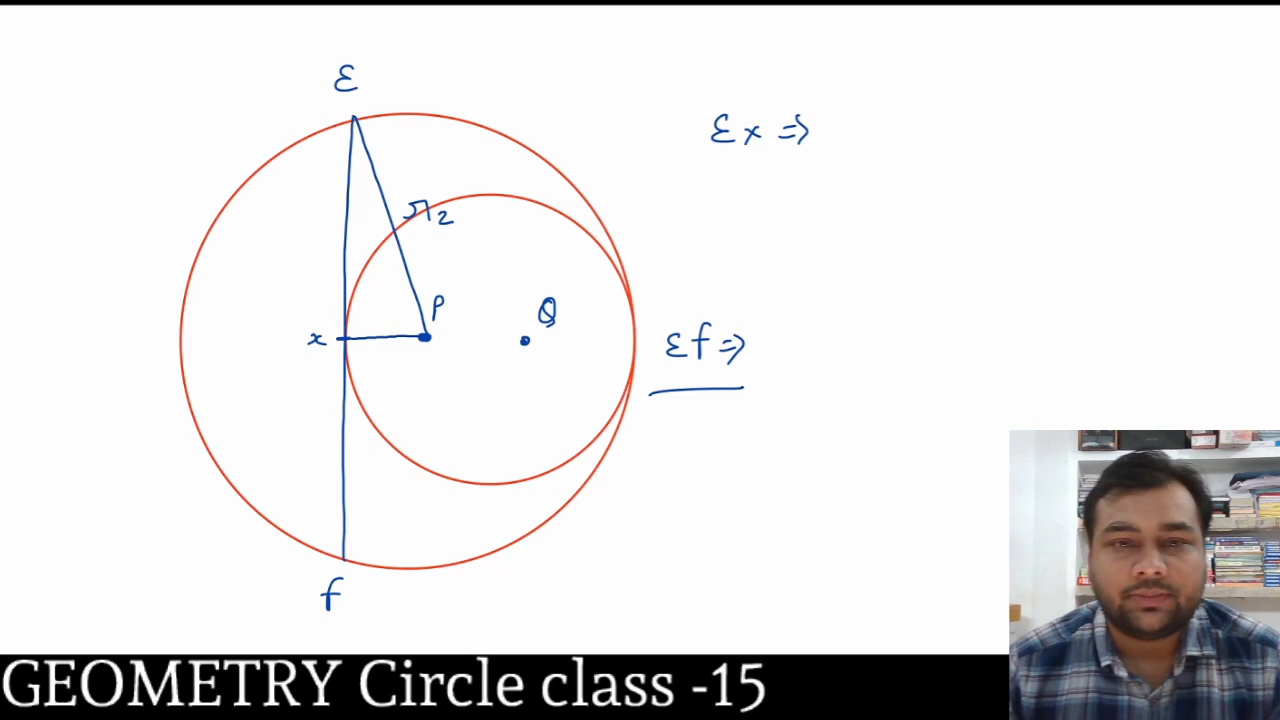 ε
εx ⇒
r₂
P
Q
x
εf ⇒
f
GEOMETRY Circle class -15